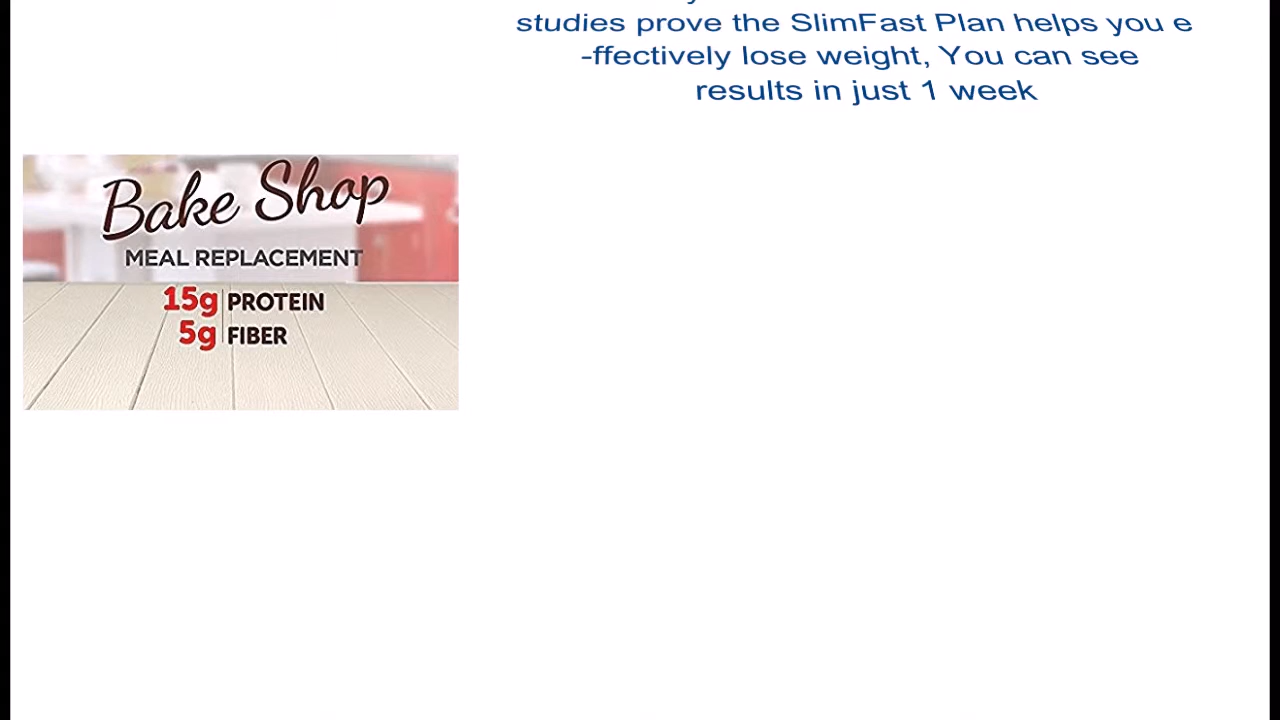 studies prove the SlimFast Plan helps you e
-ffectively lose weight, You can see
results in just 1 week
Bake Shop
MEAL REPLACEMENT
15g PROTEIN
5g FIBER